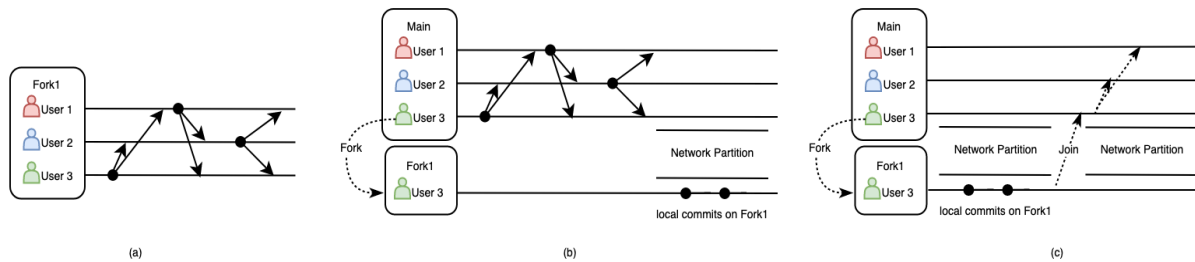 Fork1
User 1
User 2
User 3
(a)
Main
User 1
User 2
User 3
Fork
Network Partition
Fork1
User 3
local commits on Fork1
(b)
Main
User 1
User 2
User 3
Fork
Network Partition
Join
Network Partition
Fork1
User 3
local commits on Fork1
(c)